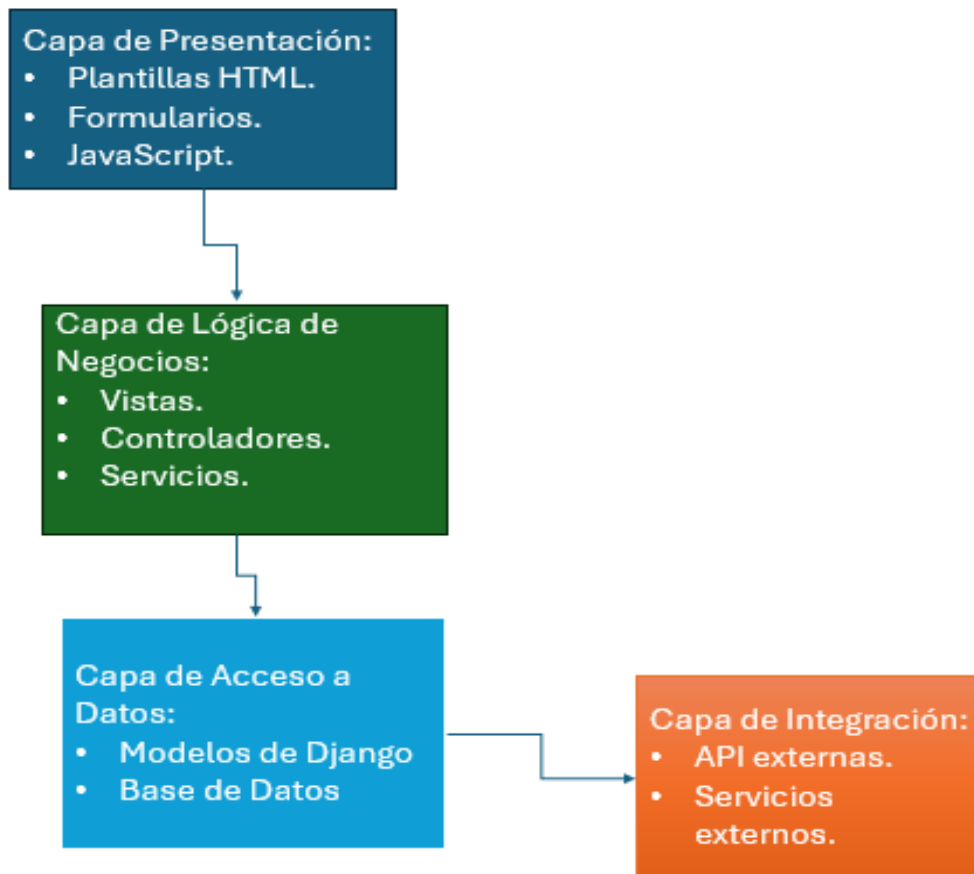 Capa de Presentación:
• Plantillas HTML.
• Formularios.
• JavaScript.
Capa de Lógica de
Negocios:
• Vistas.
• Controladores.
• Servicios.
Capa de Acceso a
Datos:
• Modelos de Django
• Base de Datos
Capa de Integración:
• API externas.
• Servicios
externos.